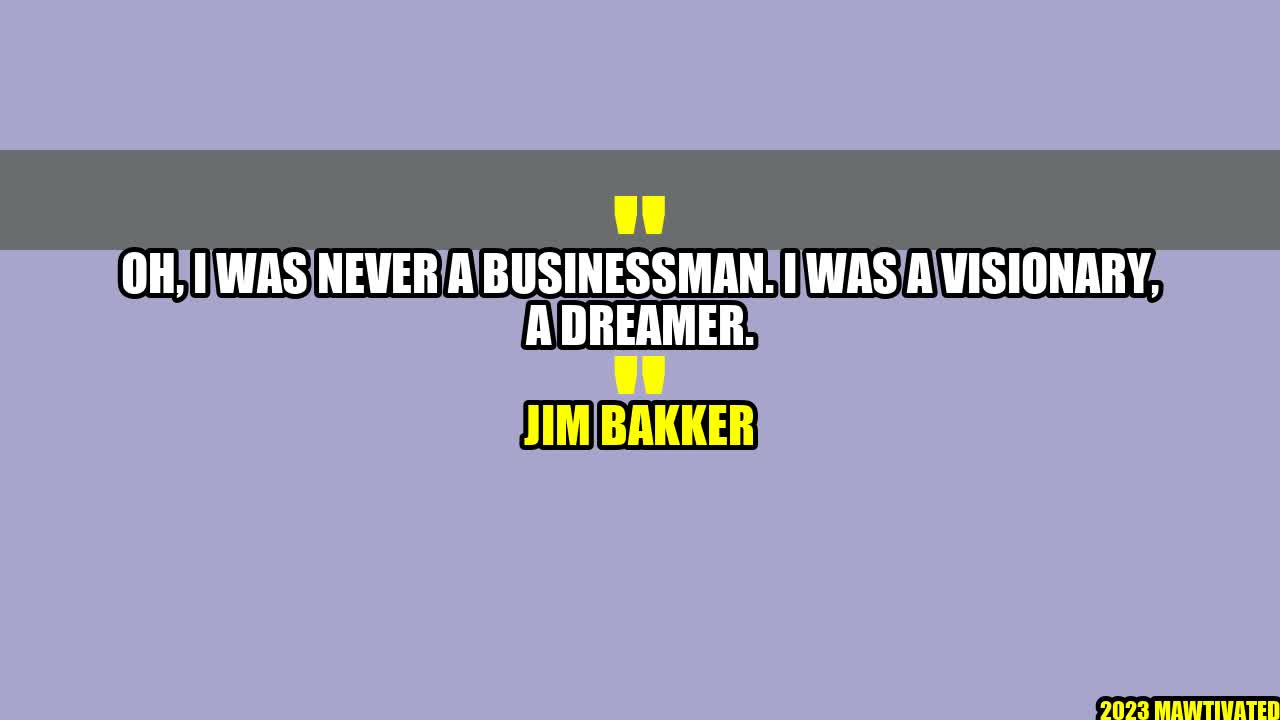 "
OH, I WAS NEVER A BUSINESSMAN. I WAS A VISIONARY,
A DREAMER.
"
JIM BAKKER
2023 MAWTIVATED